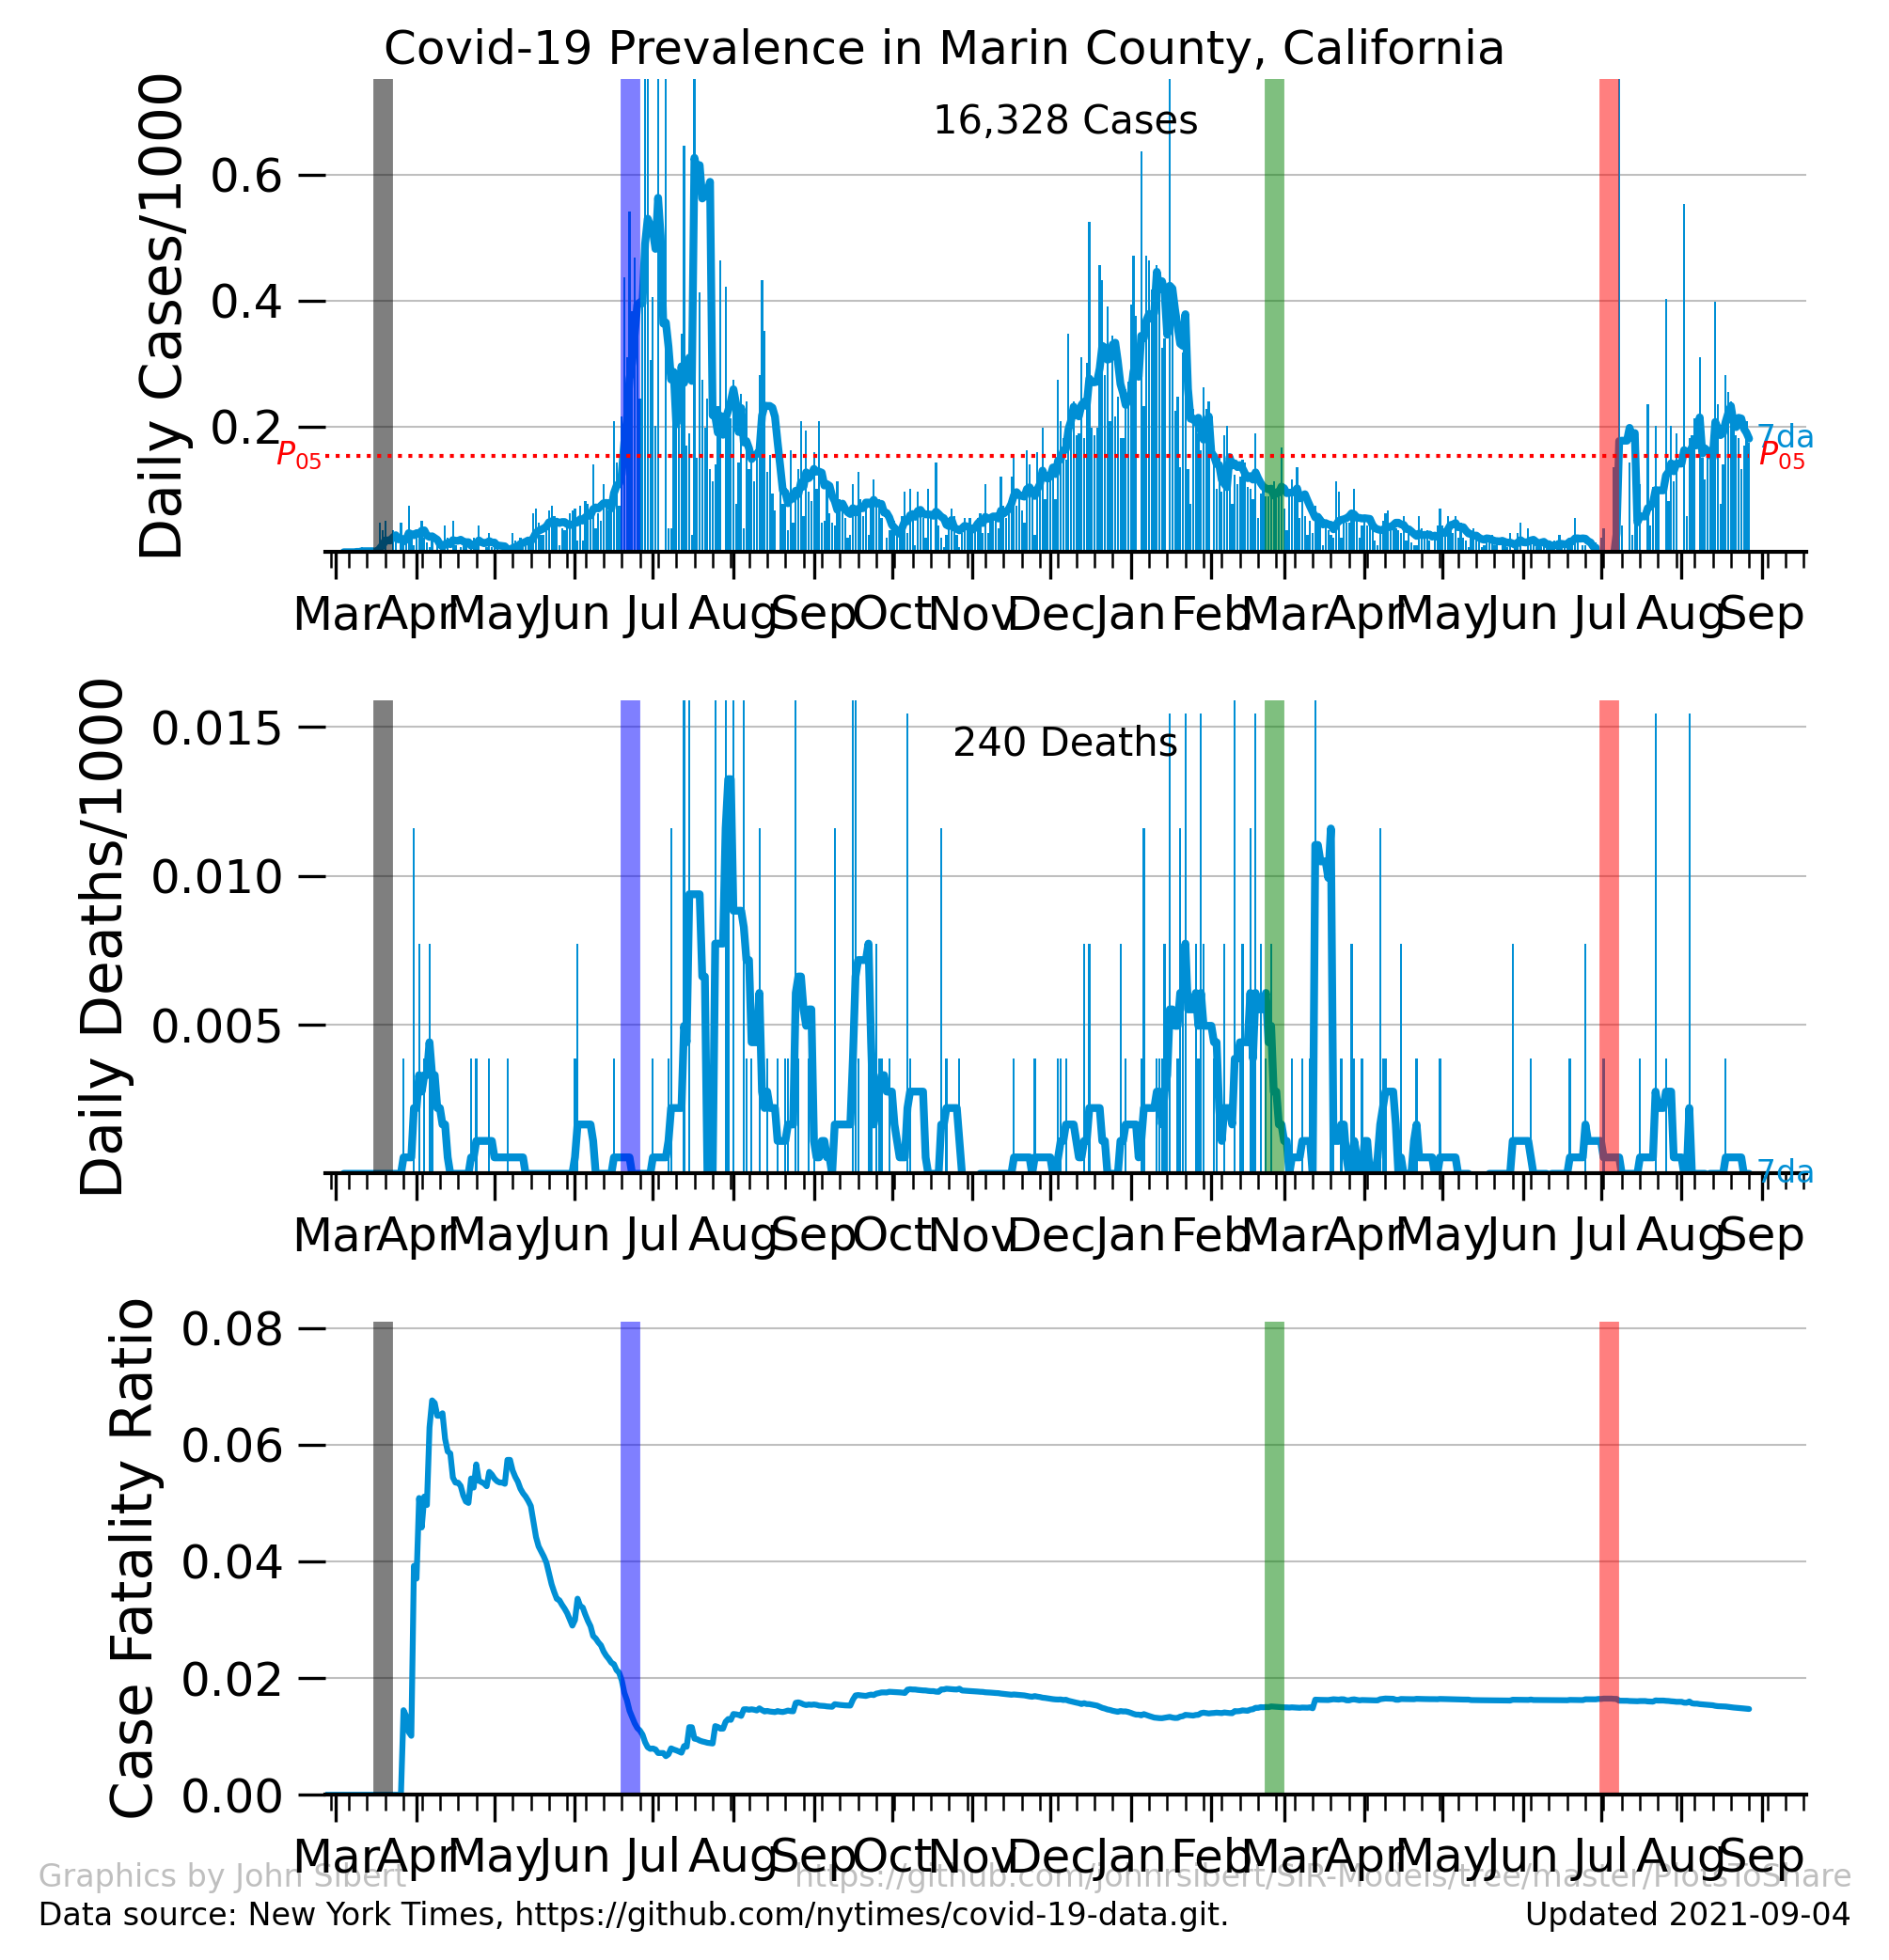 Covid-19 Prevalence in Marin County, California
Daily Cases/1000
16,328 Cases
0.6
0.4
0.2
P05
7da
P05
Mar Apr May Jun Jul Aug Sep Oct Nov Dec Jan Feb Mar Apr May Jun Jul Aug Sep
Daily Deaths/1000
240 Deaths
0.015
0.010
0.005
7da
Mar Apr May Jun Jul Aug Sep Oct Nov Dec Jan Feb Mar Apr May Jun Jul Aug Sep
Case Fatality Ratio
0.08
0.06
0.04
0.02
0.00
Mar Apr May Jun Jul Aug Sep Oct Nov Dec Jan Feb Mar Apr May Jun Jul Aug Sep
Graphics by John Sibert https://github.com/johnrsibert/SIR-Models/tree/master/PlotsToShare
Data source: New York Times, https://github.com/nytimes/covid-19-data.git. Updated 2021-09-04